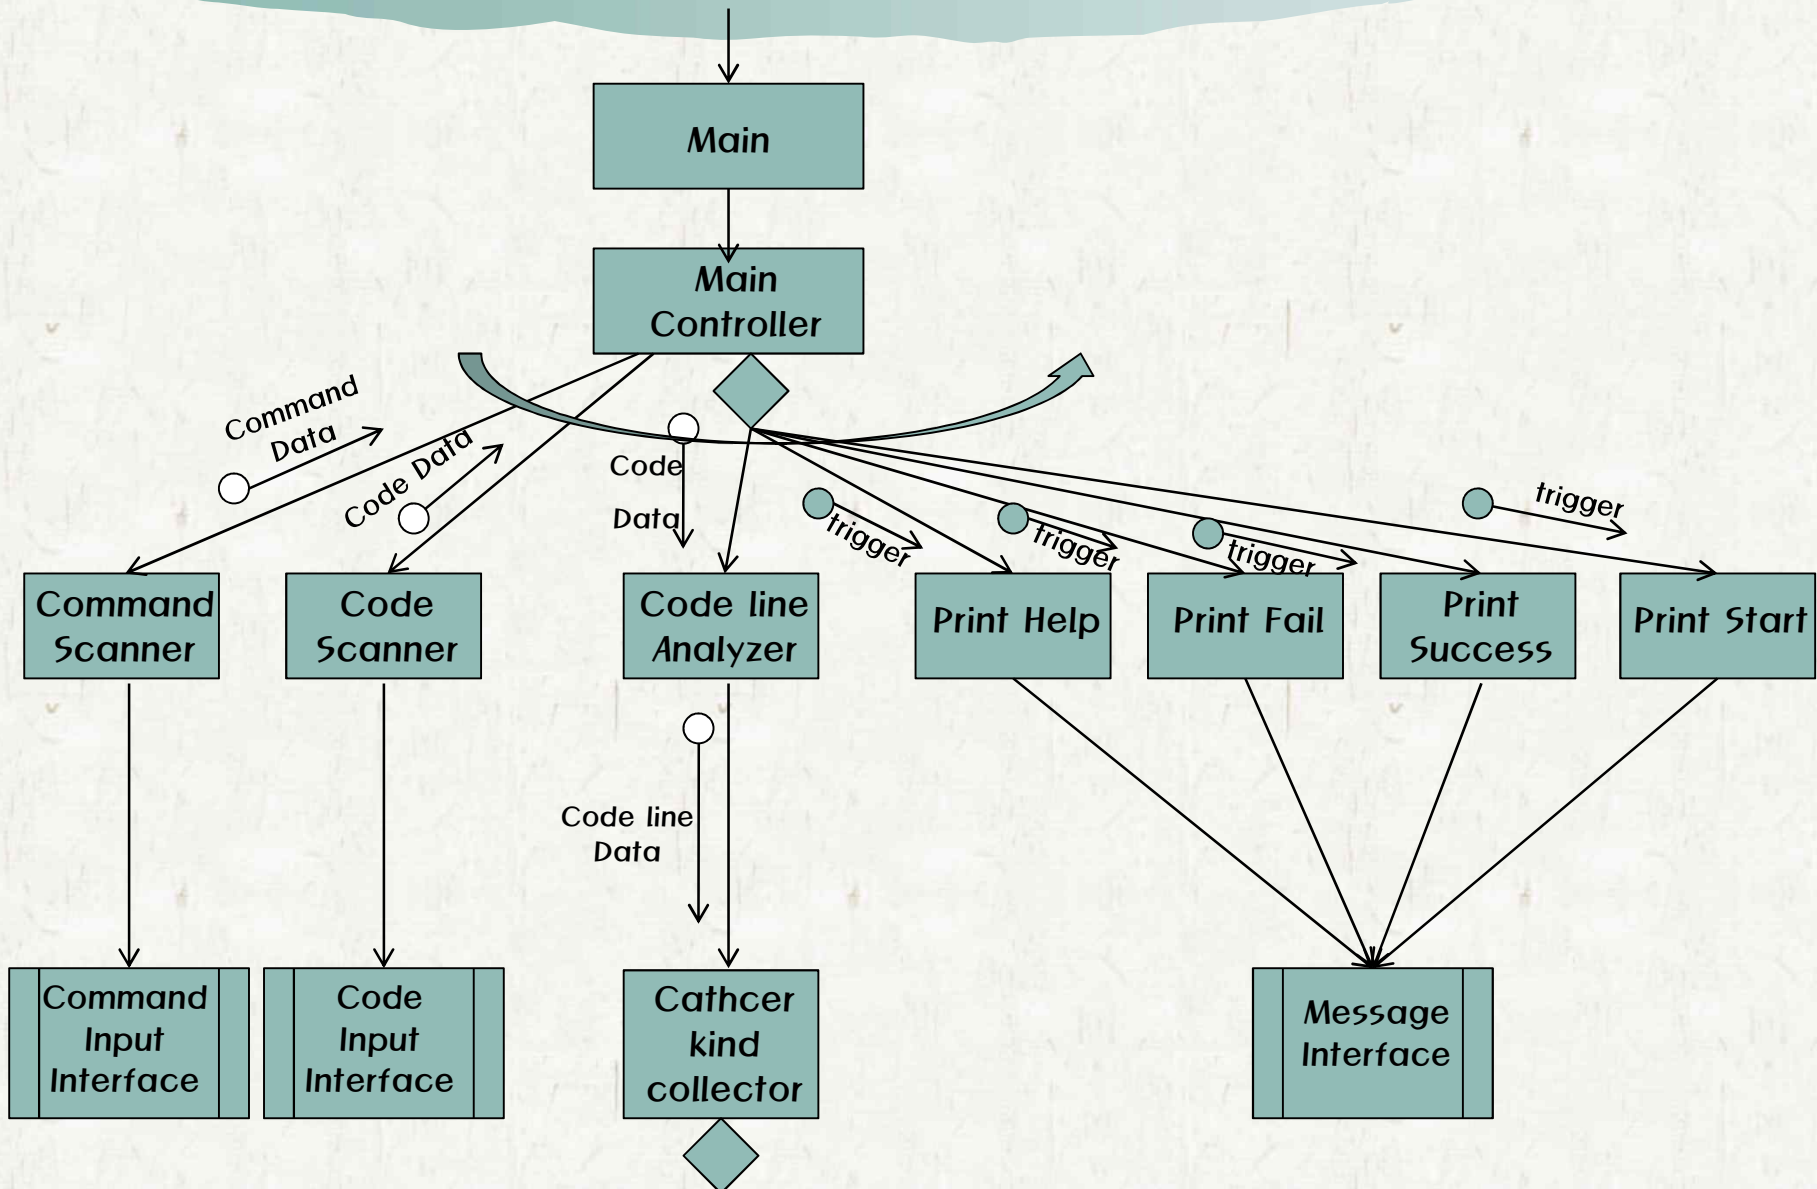 Main
Main
Controller
Command
Data
Code Data
Code
Data
trigger
trigger
trigger
trigger
Command
Scanner
Code
Scanner
Code line
Analyzer
Print Help
Print Fail
Print
Success
Print Start
Code line
Data
Command
Input
Interface
Code
Input
Interface
Cathcer
kind
collector
Message
Interface